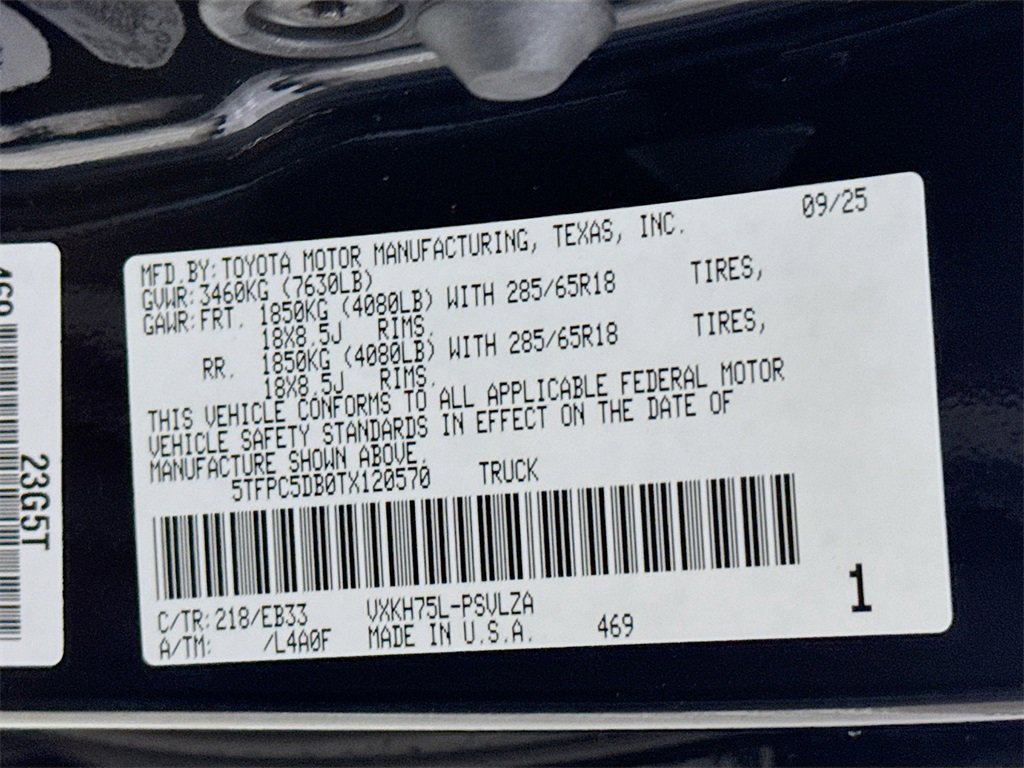 MFD.BY:TOYOTA MOTOR MANUFACTURING, TEXAS, INC. 09/25
GVWR:3460KG (7630LB)
GAWR:FRT. 1850KG (4080LB) WITH 285/65R18 TIRES,
18X8.5J RIMS.
RR. 1850KG (4080LB) WITH 285/65R18 TIRES,
18X8.5J RIMS.
THIS VEHICLE CONFORMS TO ALL APPLICABLE FEDERAL MOTOR
VEHICLE SAFETY STANDARDS IN EFFECT ON THE DATE OF
MANUFACTURE SHOWN ABOVE.
5TFPC5DB0TX120570 TRUCK
C/TR:218/EB33 VXKH75L-PSVLZA
A/TM: /L4A0F MADE IN U.S.A. 469
1
23G5T